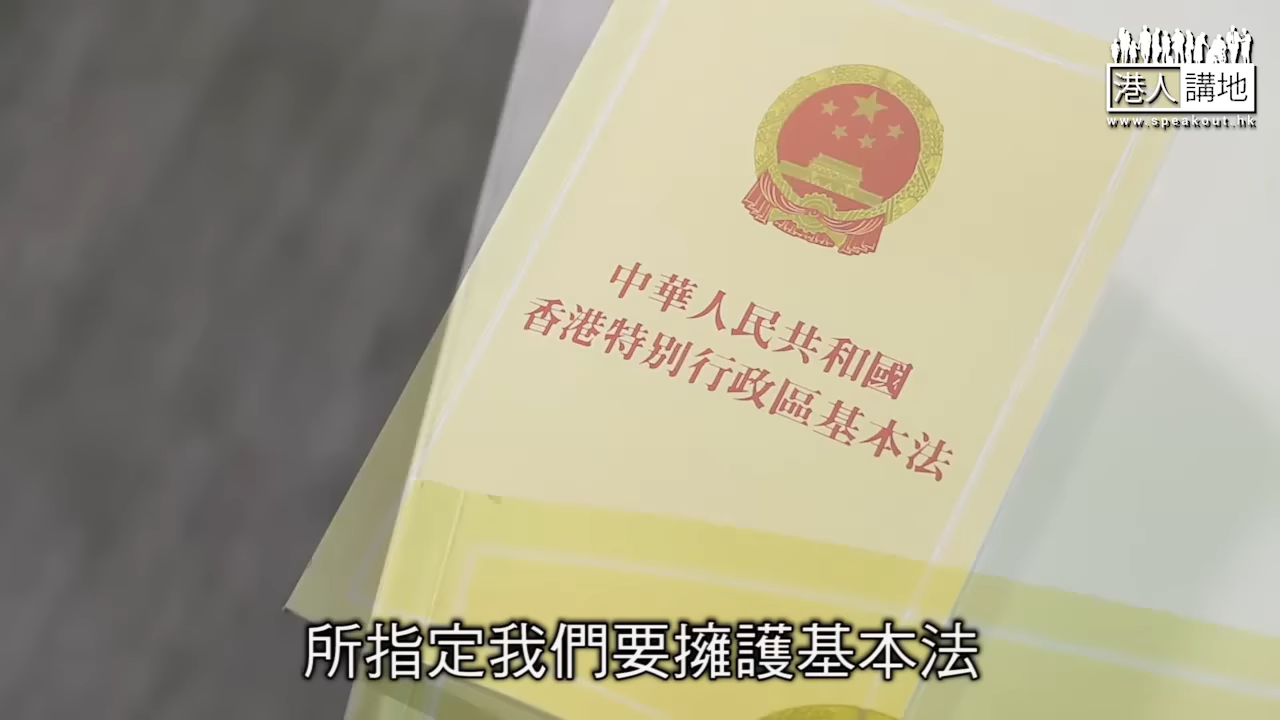 港人講地
www.speakout.hk
中華人民共和國
香港特別行政區基本法
所指定我們要擁護基本法